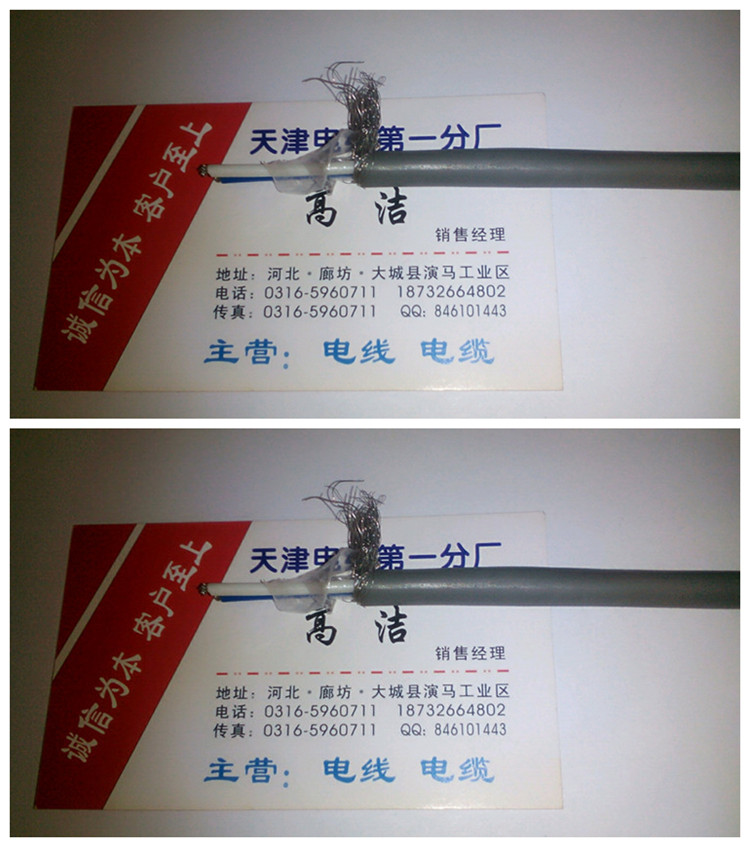 天津电 第一分厂
诚信为本 客户至上
高 洁
销售经理
地址：河北·廊坊·大城县演马工业区
电话：0316-5960711 18732664802
传真：0316-5960711 QQ：846101443
主营：电线 电缆
天津电 第一分厂
诚信为本 客户至上
高 洁
销售经理
地址：河北·廊坊·大城县演马工业区
电话：0316-5960711 18732664802
传真：0316-5960711 QQ：846101443
主营：电线 电缆